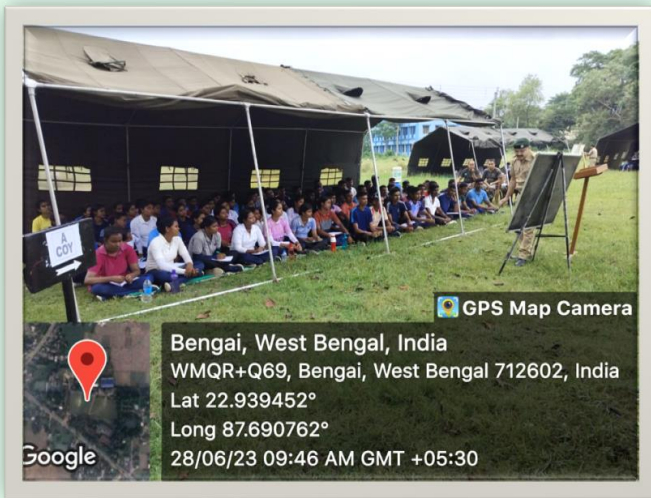 A
COY
GPS Map Camera
Bengai, West Bengal, India
WMQR+Q69, Bengai, West Bengal 712602, India
Lat 22.939452°
Long 87.690762°
28/06/23 09:46 AM GMT +05:30
Google